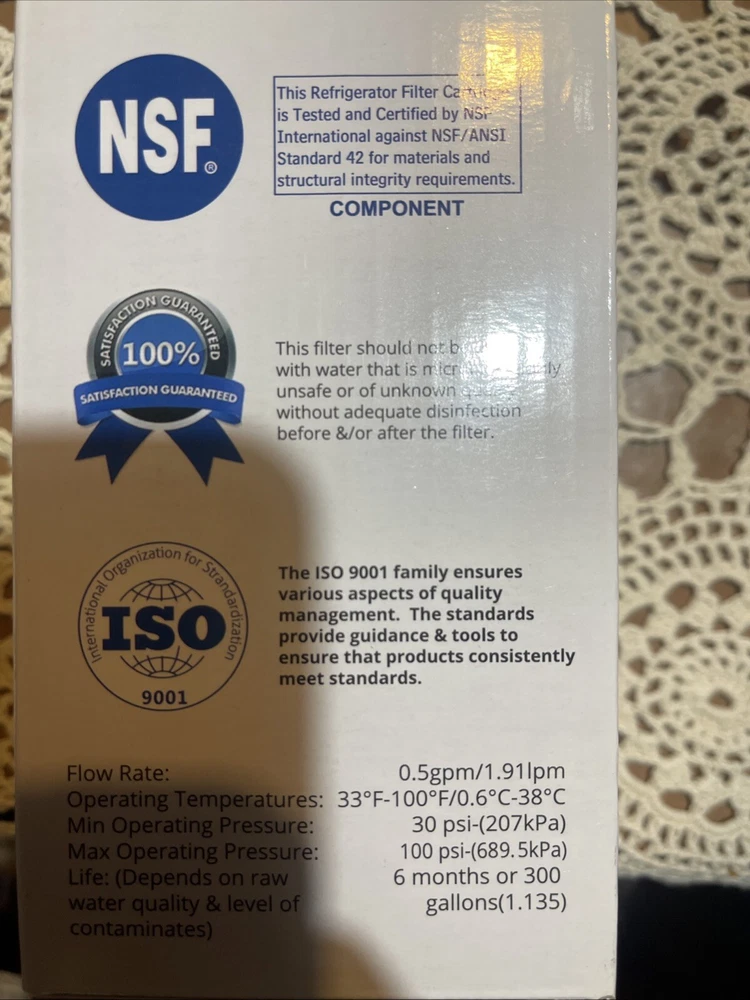 NSF®
This Refrigerator Filter
is Tested and Certified by NSF
International against NSF/ANSI
Standard 42 for materials and
structural integrity requirements.
COMPONENT
SATISFACTION GUARANTEED
100%
SATISFACTION GUARANTEED
This filter should not
with water that is
unsafe or of unknown
without adequate disinfection
before &/or after the filter.
International Organization for Strandardization
ISO
9001
The ISO 9001 family ensures
various aspects of quality
management. The standards
provide guidance & tools to
ensure that products consistently
meet standards.
Flow Rate: 0.5gpm/1.91lpm
Operating Temperatures: 33°F-100°F/0.6°C-38°C
Min Operating Pressure: 30 psi-(207kPa)
Max Operating Pressure: 100 psi-(689.5kPa)
Life: (Depends on raw 6 months or 300
water quality & level of gallons(1.135)
contaminates)